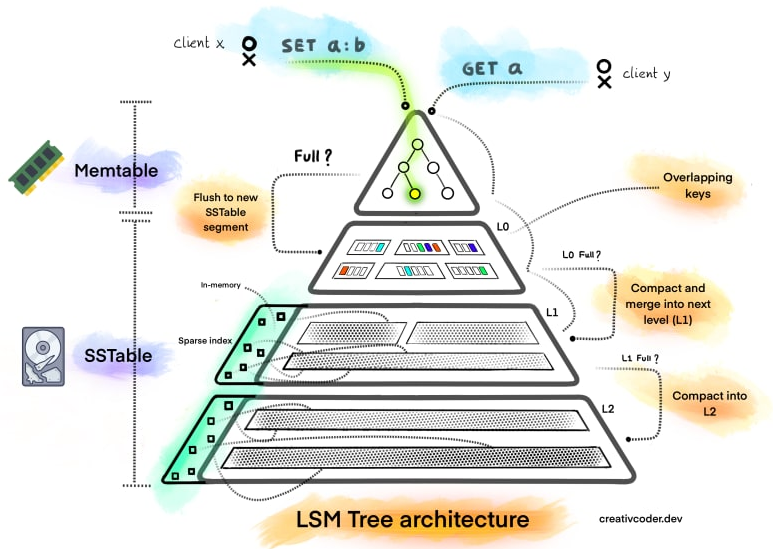 client x
SET a:b
GET a
client y
Memtable
Full ?
Flush to new
SSTable
segment
Overlapping
keys
L0
L0 Full?
In-memory
Compact and
merge into next
level (L1)
L1
Sparse index
SSTable
L1 Full ?
Compact into
L2
L2
LSM Tree architecture
creativcoder.dev